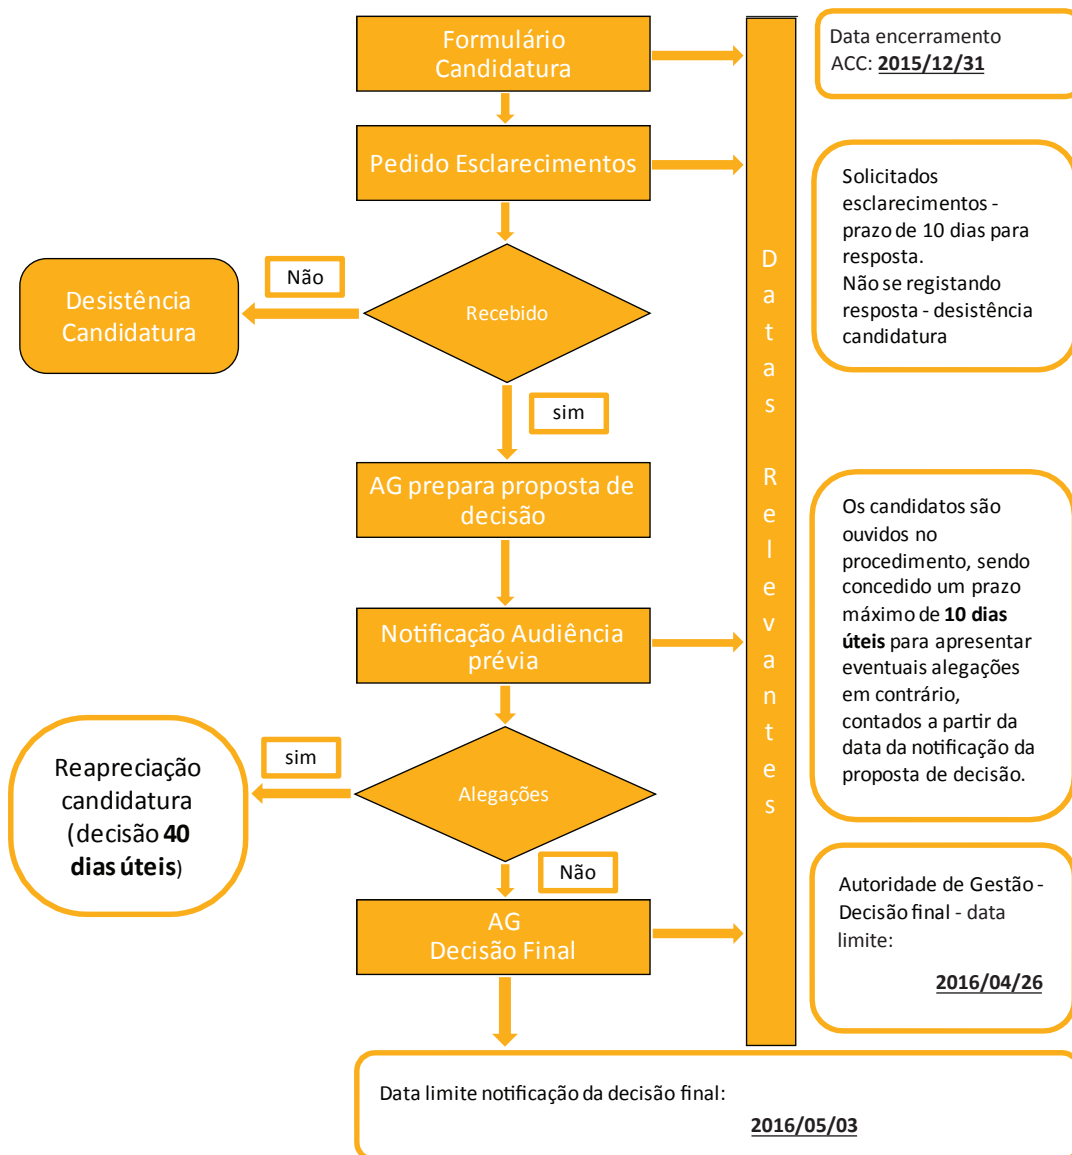 Formulário
Candidatura
Data encerramento
ACC: 2015/12/31
Pedido Esclarecimentos
Solicitados
esclarecimentos -
prazo de 10 dias para
resposta.
Não se registando
resposta - desistência
candidatura
Não
Desistência
Candidatura
Recebido
sim
AG prepara proposta de
decisão
Datas Relevantes
Os candidatos são
ouvidos no
procedimento, sendo
concedido um prazo
máximo de 10 dias
úteis para apresentar
eventuais alegações
em contrário,
contados a partir da
data da notificação da
proposta de decisão.
Notificação Audiência
prévia
sim
Reapreciação
candidatura
(decisão 40
dias úteis)
Alegações
Não
AG
Decisão Final
Autoridade de Gestão -
Decisão final - data
limite:
2016/04/26
Data limite notificação da decisão final:
2016/05/03